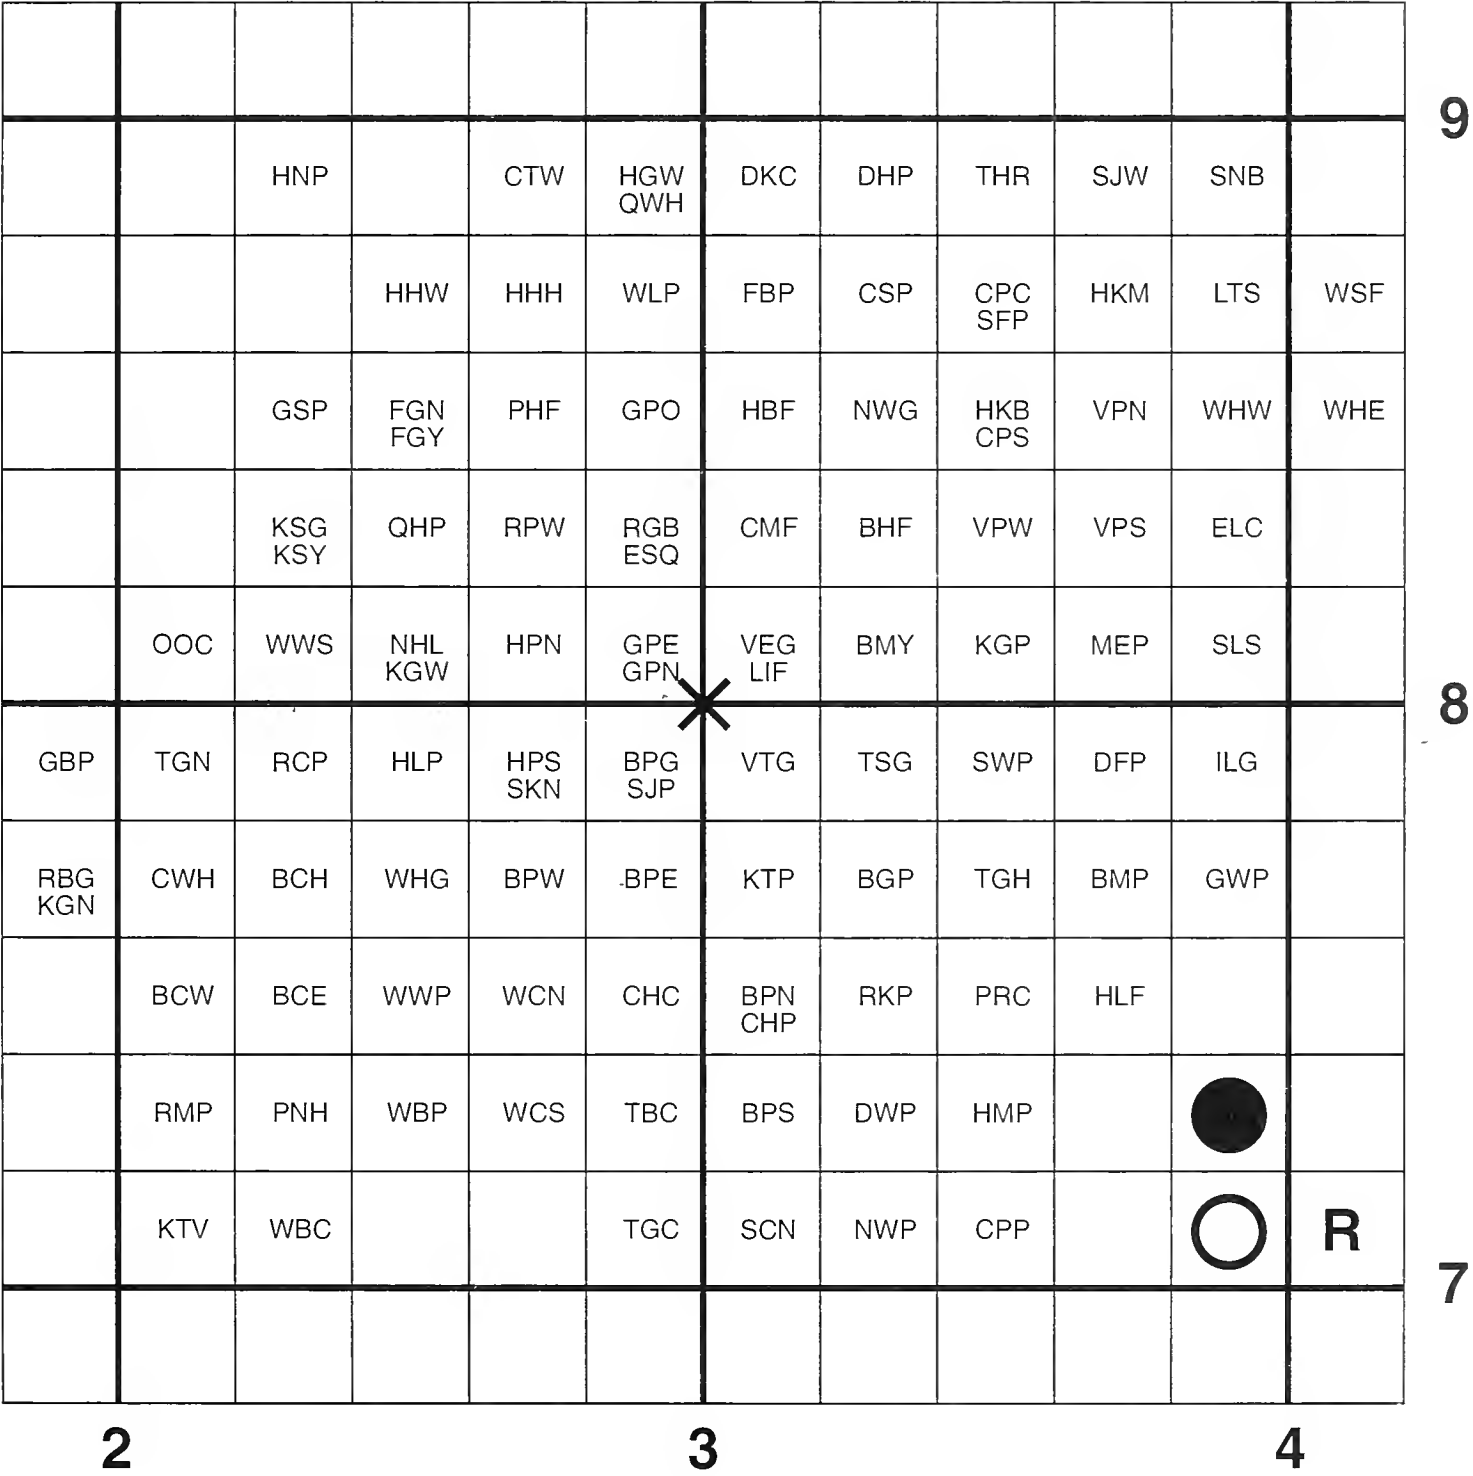 9
HNP CTW HGW DKC DHP THR SJW SNB
QWH
HHW HHH WLP FBP CSP CPC HKM LTS WSF
SFP
GSP FGN PHF GPO HBF NWG HKB VPN WHW WHE
FGY CPS
KSG QHP RPW RGB CMF BHF VPW VPS ELC
KSY ESQ
OOC WWS NHL HPN GPE VEG BMY KGP MEP SLS
KGW GPN LIF
8
GBP TGN RCP HLP HPS BPG VTG TSG SWP DFP ILG
SKN SJP
RBG CWH BCH WHG BPW BPE KTP BGP TGH BMP GWP
KGN
BCW BCE WWP WCN CHC BPN RKP PRC HLF
CHP
RMP PNH WBP WCS TBC BPS DWP HMP
KTV WBC TGC SCN NWP CPP R
7
2 3 4